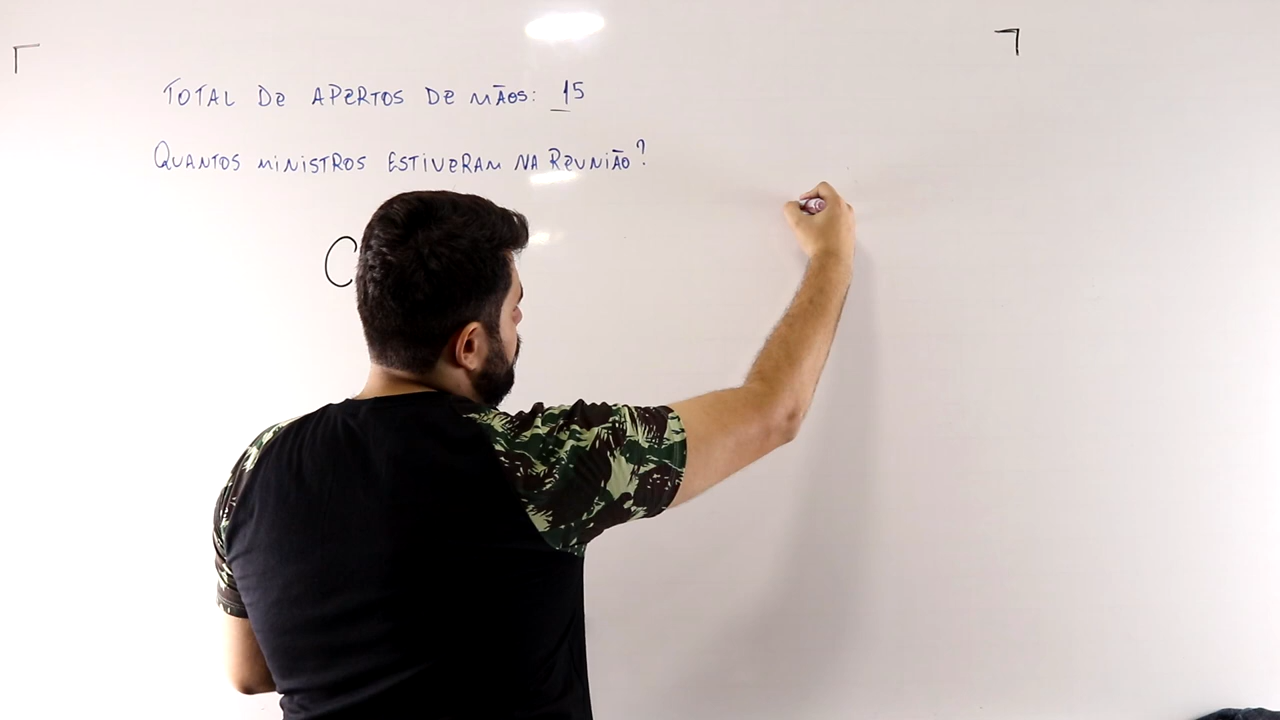 TOTAL DE APERTOS DE MÃOS: 15
QUANTOS MINISTROS ESTIVERAM NA REUNIÃO?
C